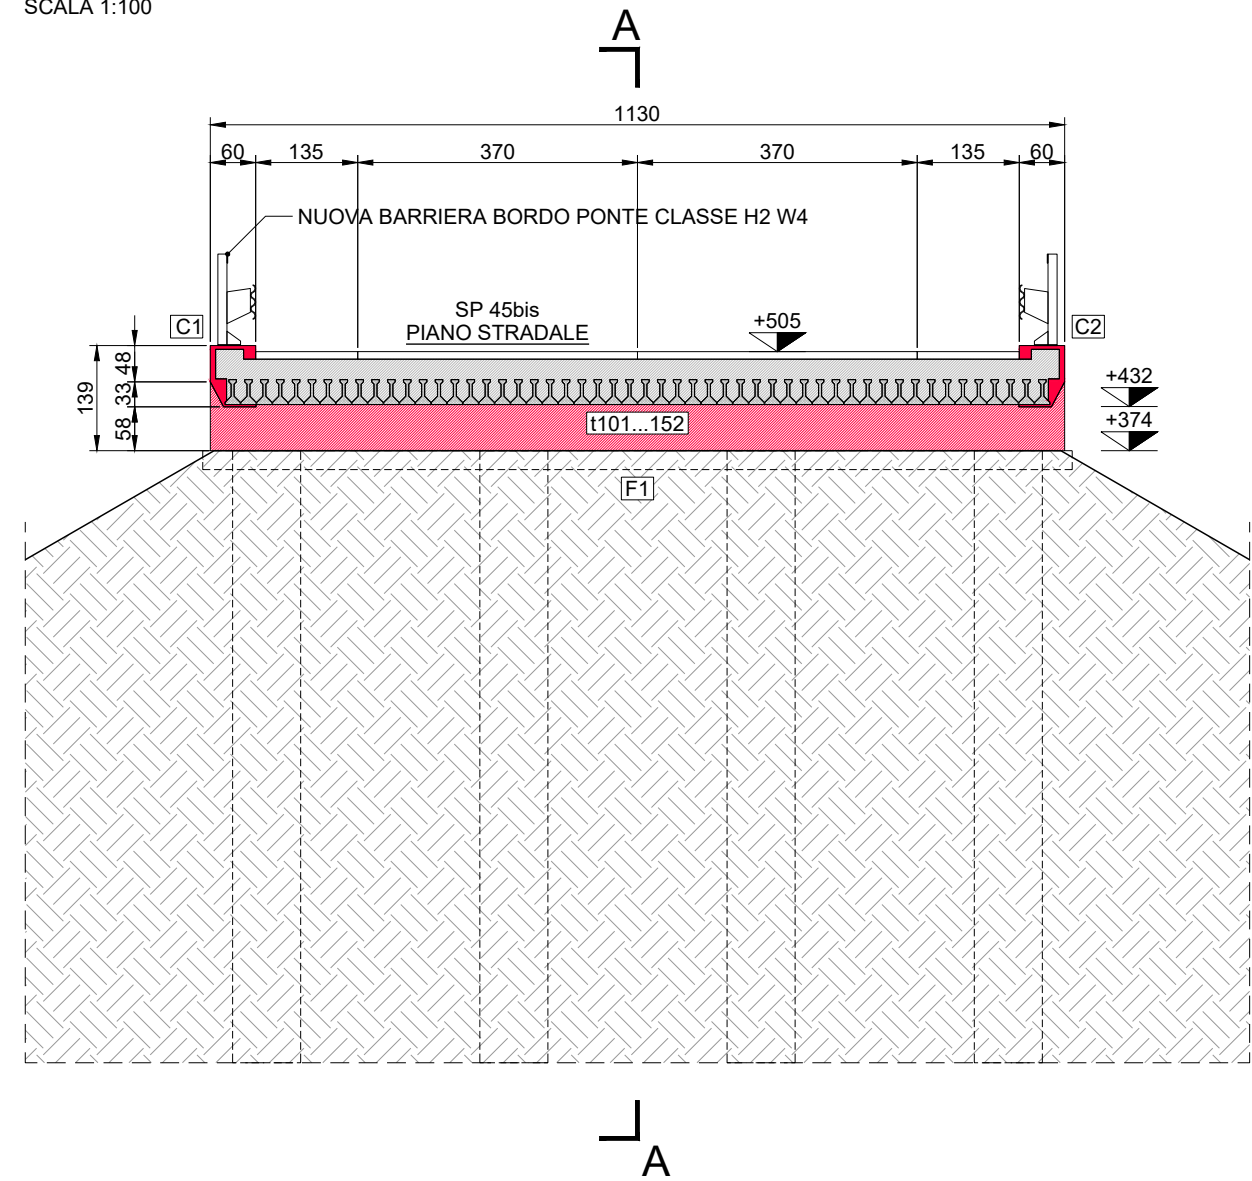 SCALA 1:100
A
1130
60 135 370 370 135 60
NUOVA BARRIERA BORDO PONTE CLASSE H2 W4
SP 45bis
PIANO STRADALE
+505
C1
C2
139
48
33
58
+432
+374
t101...152
F1
A